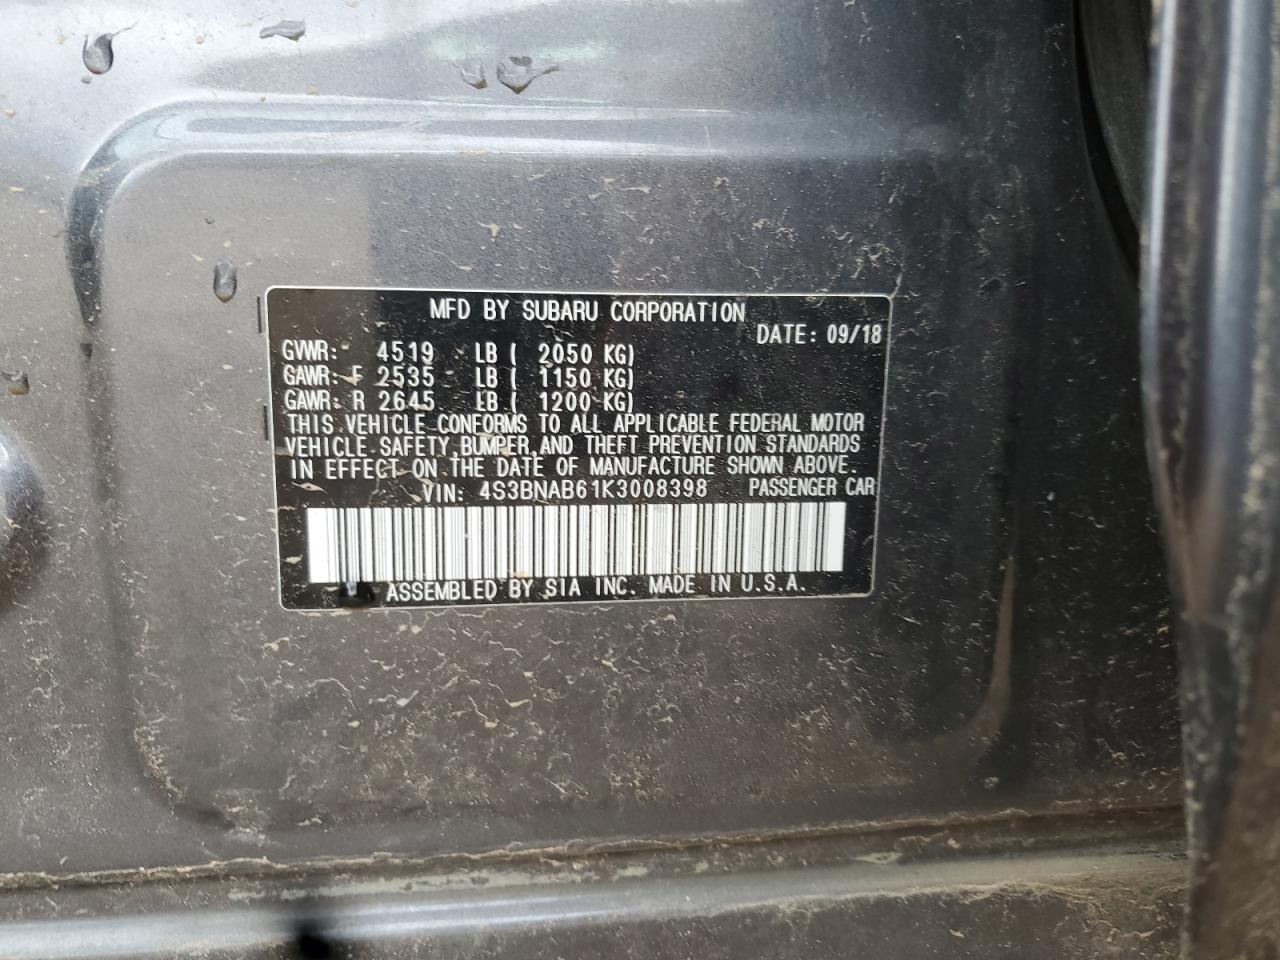 MFD BY SUBARU CORPORATION
DATE: 09/18
GVWR: 4519 LB ( 2050 KG)
GAWR: F 2535 LB ( 1150 KG)
GAWR: R 2645 LB ( 1200 KG)
THIS VEHICLE CONFORMS TO ALL APPLICABLE FEDERAL MOTOR
VEHICLE SAFETY, BUMPER, AND THEFT PREVENTION STANDARDS
IN EFFECT ON THE DATE OF MANUFACTURE SHOWN ABOVE.
VIN: 4S3BNAB61K3008398 PASSENGER CAR
ASSEMBLED BY SIA INC. MADE IN U.S.A.